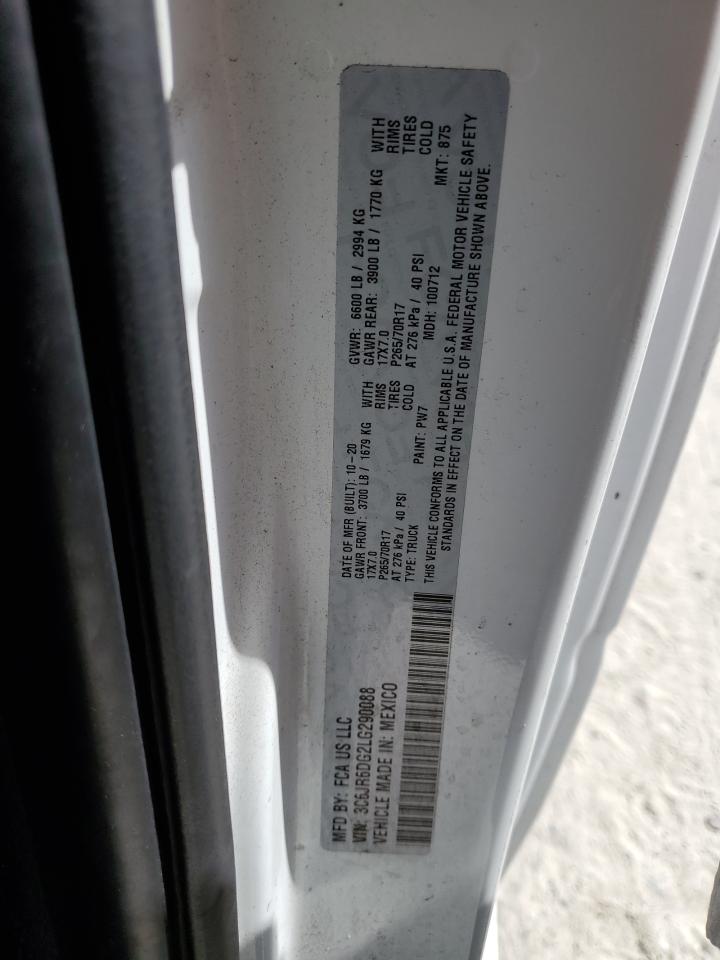 MFD BY: FCA US LLC
VIN: 3C6JR6DG2LG290088
VEHICLE MADE IN: MEXICO
DATE OF MFR (BUILT): 10-20 GVWR: 6600 LB / 2994 KG
GAWR FRONT: 3700 LB / 1679 KG WITH GAWR REAR: 3900 LB / 1770 KG WITH
17X7.0 RIMS 17X7.0 RIMS
P265/70R17 TIRES P265/70R17 TIRES
AT 276 kPa / 40 PSI COLD AT 276 kPa / 40 PSI COLD
TYPE: TRUCK PAINT: PW7 MDH: 100712 MKT: 875
THIS VEHICLE CONFORMS TO ALL APPLICABLE U.S.A. FEDERAL MOTOR VEHICLE SAFETY
STANDARDS IN EFFECT ON THE DATE OF MANUFACTURE SHOWN ABOVE.